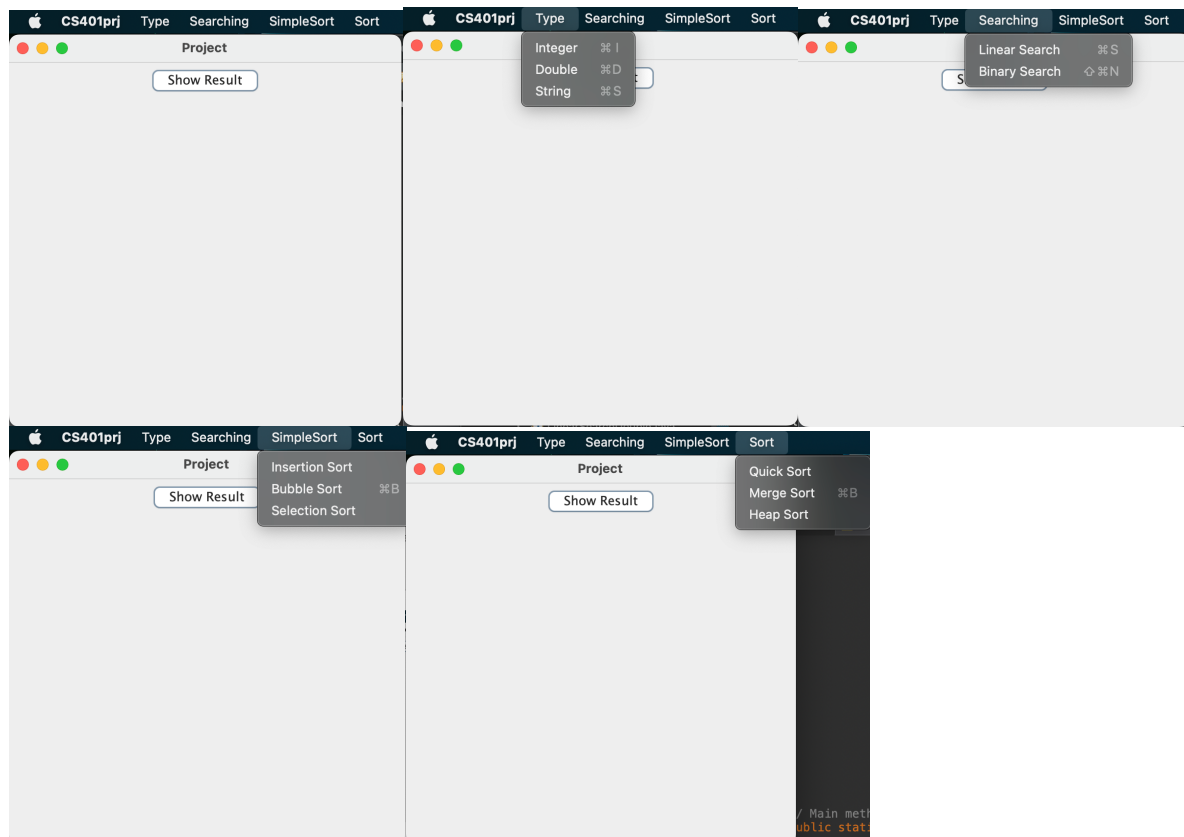 CS401prj Type Searching SimpleSort Sort
Project
Show Result
CS401prj Type Searching SimpleSort Sort
Integer ⌘ I
Double ⌘D
String ⌘S
CS401prj Type Searching SimpleSort Sort
Linear Search ⌘S
Binary Search ⇧⌘N
S
CS401prj Type Searching SimpleSort Sort
Project
Show Result
Insertion Sort
Bubble Sort ⌘B
Selection Sort
CS401prj Type Searching SimpleSort Sort
Project
Show Result
Quick Sort
Merge Sort ⌘B
Heap Sort
/ Main meth
ublic stat